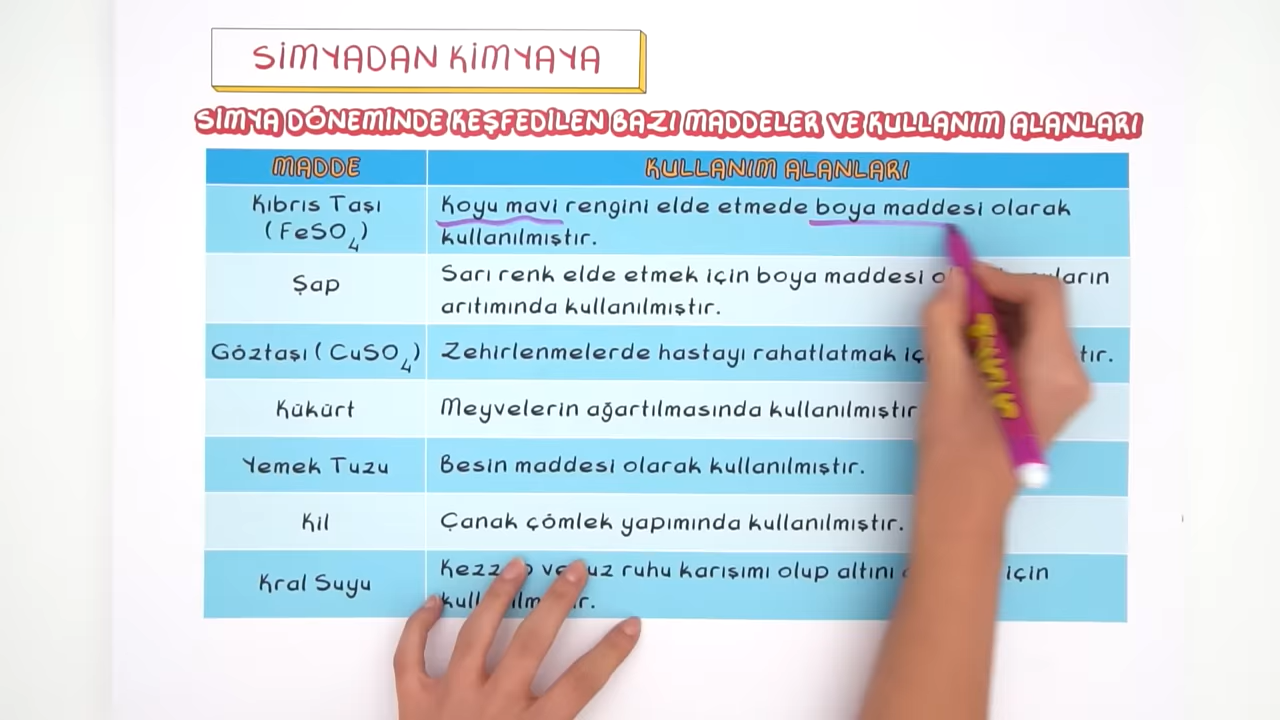 SİMYADAN KİMYAYA
SİMYA DÖNEMİNDE KEŞFEDİLEN BAZI MADDELER VE KULLANIM ALANLARI
MADDE
KULLANIM ALANLARI
Kıbrıs Taşı
(FeSO₄)
Koyu mavi rengini elde etmede boya maddesi olarak
kullanılmıştır.
Şap
Sarı renk elde etmek için boya maddesi
arıtımında kullanılmıştır.
Göztaşı (CuSO₄)
Zehirlenmelerde hastayı rahatlatmak
Kükürt
Meyvelerin ağartılmasında kullanılmıştır
Yemek Tuzu
Besin maddesi olarak kullanılmıştır.
Kil
Çanak çömlek yapımında kullanılmıştır.
Kral Suyu
ruhu karışımı olup altını için